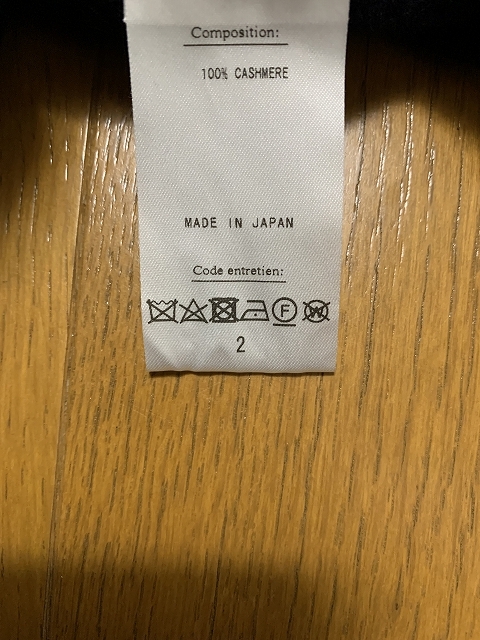 Composition:
100% CASHMERE
MADE IN JAPAN
Code entretien:
F W
2